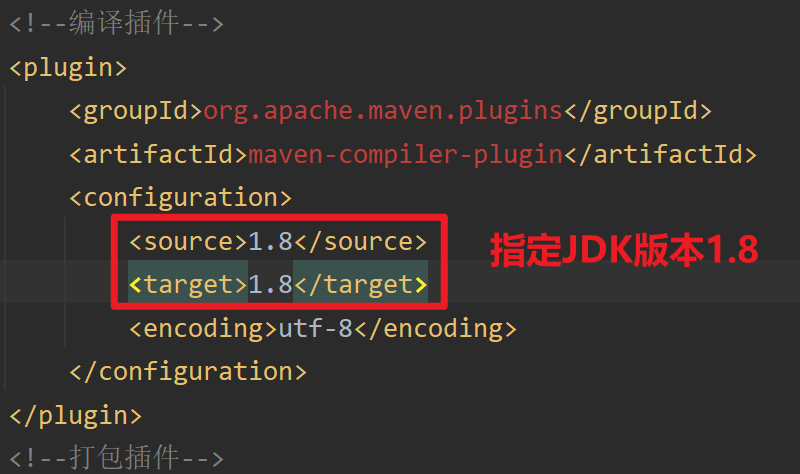 <!--编译插件-->
<plugin>
<groupId>org.apache.maven.plugins</groupId>
<artifactId>maven-compiler-plugin</artifactId>
<configuration>
<source>1.8</source>
<target>1.8</target>
指定JDK版本1.8
<encoding>utf-8</encoding>
</configuration>
</plugin>
<!--打包插件-->